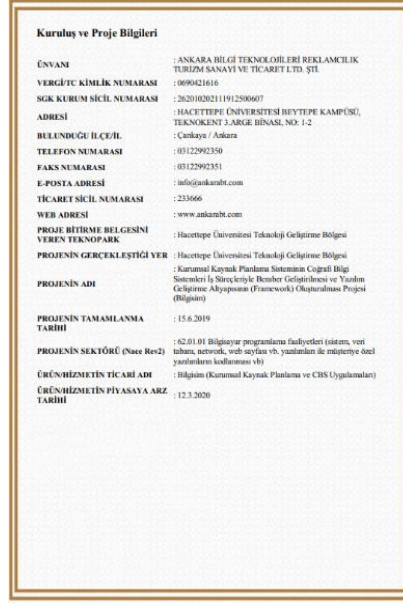 Kuruluş ve Proje Bilgileri
ÜNVANI : ANKARA BİLGİ TEKNOLOJİLERİ REKLAMCILIK
TURİZM SANAYİ VE TİCARET LTD. ŞTİ.
VERGİ/TC KİMLİK NUMARASI : 0690421616
SGK KURUM SİCİL NUMARASI : 262010202111912500607
ADRESİ : HACETTEPE ÜNİVERSİTESİ BEYTEPE KAMPÜSÜ,
TEKNOKENT 3.ARGE BİNASI, NO: 1-2
BULUNDUĞU İLÇE/İL : Çankaya / Ankara
TELEFON NUMARASI : 03122992350
FAKS NUMARASI : 03122992351
E-POSTA ADRESİ : info@ankarabt.com
TİCARET SİCİL NUMARASI : 233666
WEB ADRESİ : www.ankarabt.com
PROJE BİTİRME BELGESİNİ
VEREN TEKNOPARK : Hacettepe Üniversitesi Teknoloji Geliştirme Bölgesi
PROJENİN GERÇEKLEŞTİĞİ YER : Hacettepe Üniversitesi Teknoloji Geliştirme Bölgesi
PROJENİN ADI : Kurumsal Kaynak Planlama Sisteminin Coğrafi Bilgi
Sistemleri İş Süreçleriyle Beraber Geliştirilmesi ve Yazılım
Geliştirme Altyapısının (Framework) Oluşturulması Projesi
(Bilgisim)
PROJENİN TAMAMLANMA
TARİHİ : 15.6.2019
PROJENİN SEKTÖRÜ (Nace Rev2) : 62.01.01 Bilgisayar programlama faaliyetleri (sistem, veri
tabanı, network, web sayfası vb. yazılımları ile müşteriye özel
yazılımların kodlanması vb)
ÜRÜN/HİZMETİN TİCARİ ADI : Bilgisim (Kurumsal Kaynak Planlama ve CBS Uygulamaları)
ÜRÜN/HİZMETİN PİYASAYA ARZ
TARİHİ : 12.3.2020